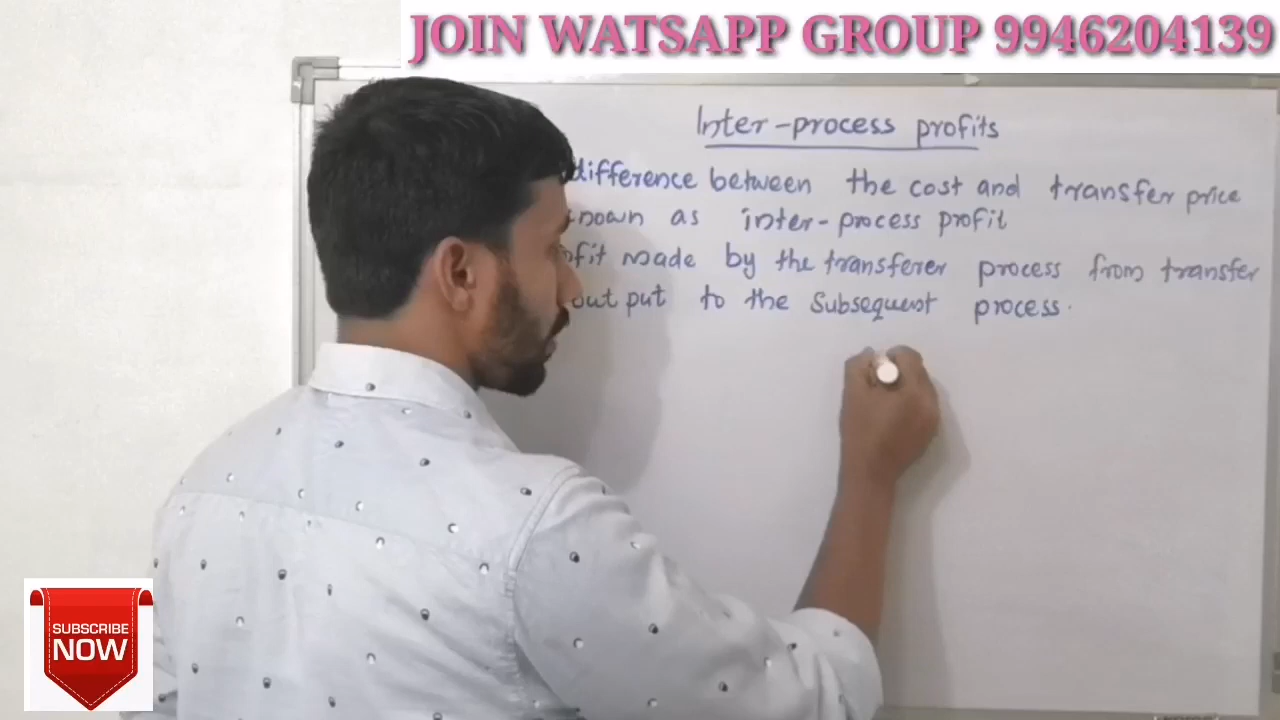 JOIN WATSAPP GROUP 9946204139
Inter-process profits
difference between the cost and transfer price
as inter-process profit
made by the transferer process from transfer
out put to the subsequent process.
SUBSCRIBE
NOW